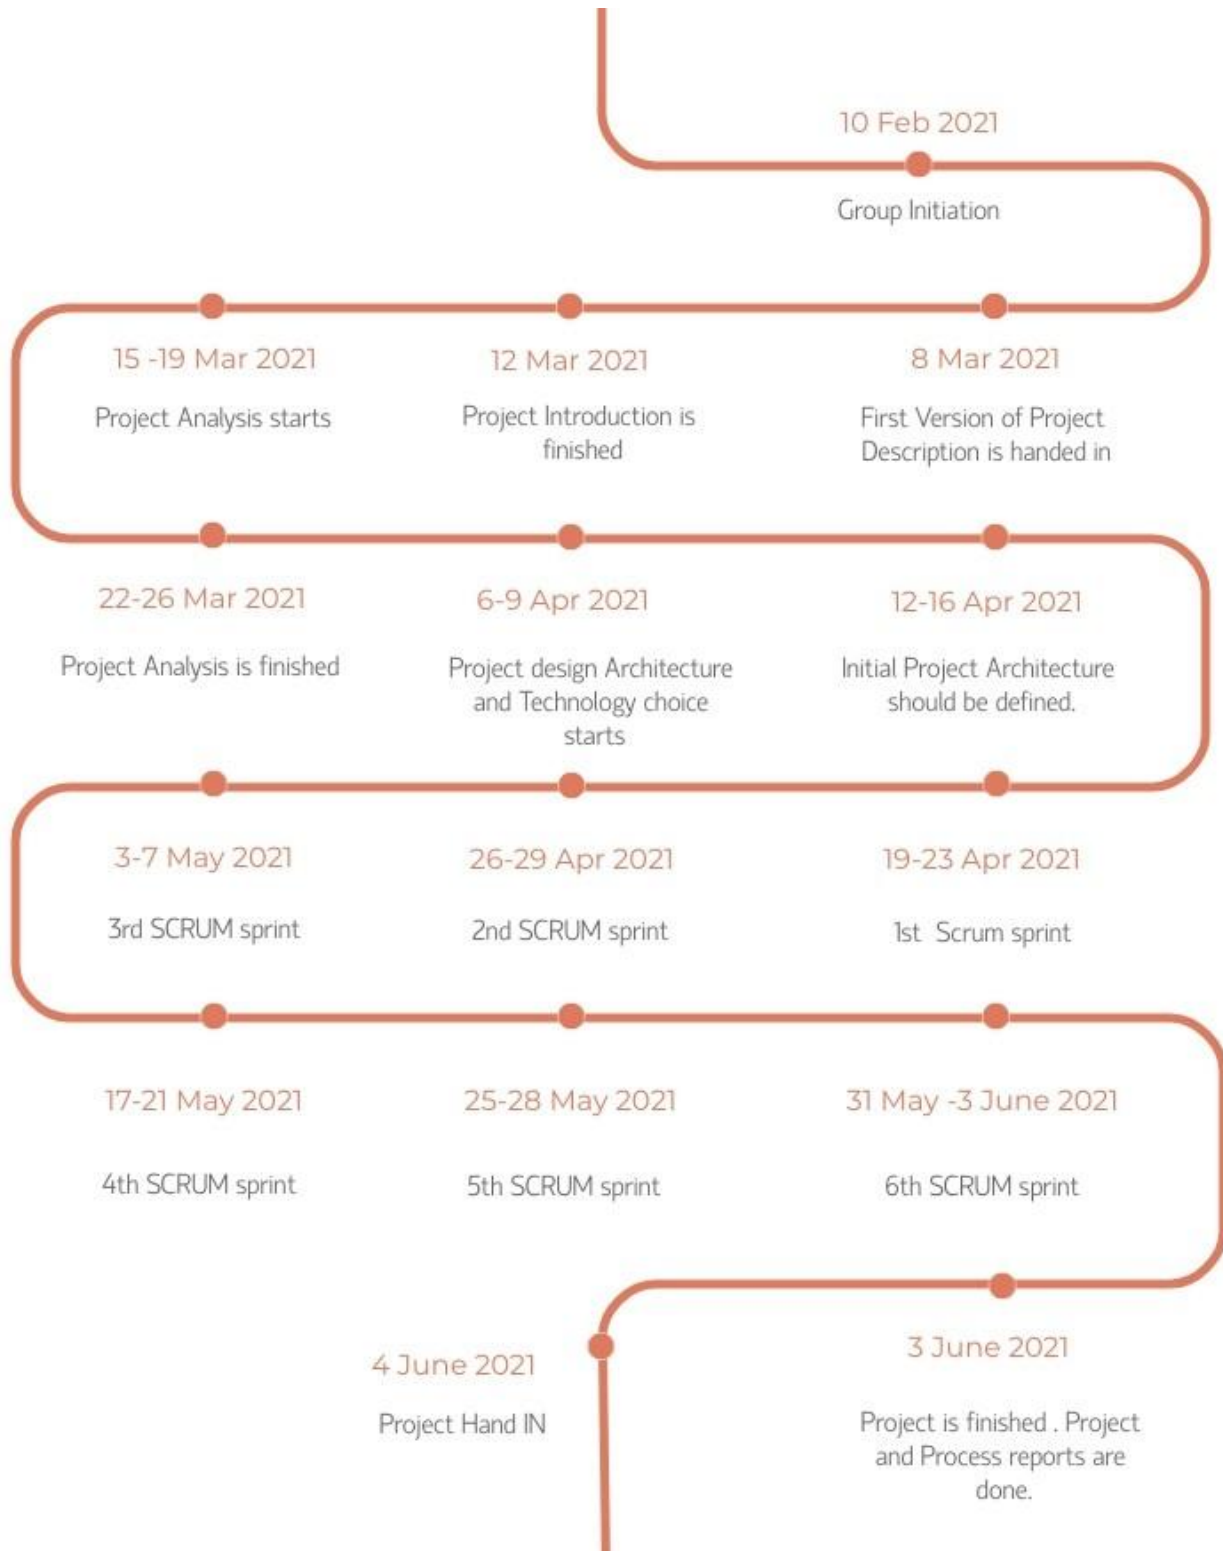 10 Feb 2021
Group Initiation
8 Mar 2021
First Version of Project
Description is handed in
12 Mar 2021
Project Introduction is
finished
15 -19 Mar 2021
Project Analysis starts
22-26 Mar 2021
Project Analysis is finished
6-9 Apr 2021
Project design Architecture
and Technology choice
starts
12-16 Apr 2021
Initial Project Architecture
should be defined.
19-23 Apr 2021
1st Scrum sprint
26-29 Apr 2021
2nd SCRUM sprint
3-7 May 2021
3rd SCRUM sprint
17-21 May 2021
4th SCRUM sprint
25-28 May 2021
5th SCRUM sprint
31 May -3 June 2021
6th SCRUM sprint
3 June 2021
Project is finished . Project
and Process reports are
done.
4 June 2021
Project Hand IN